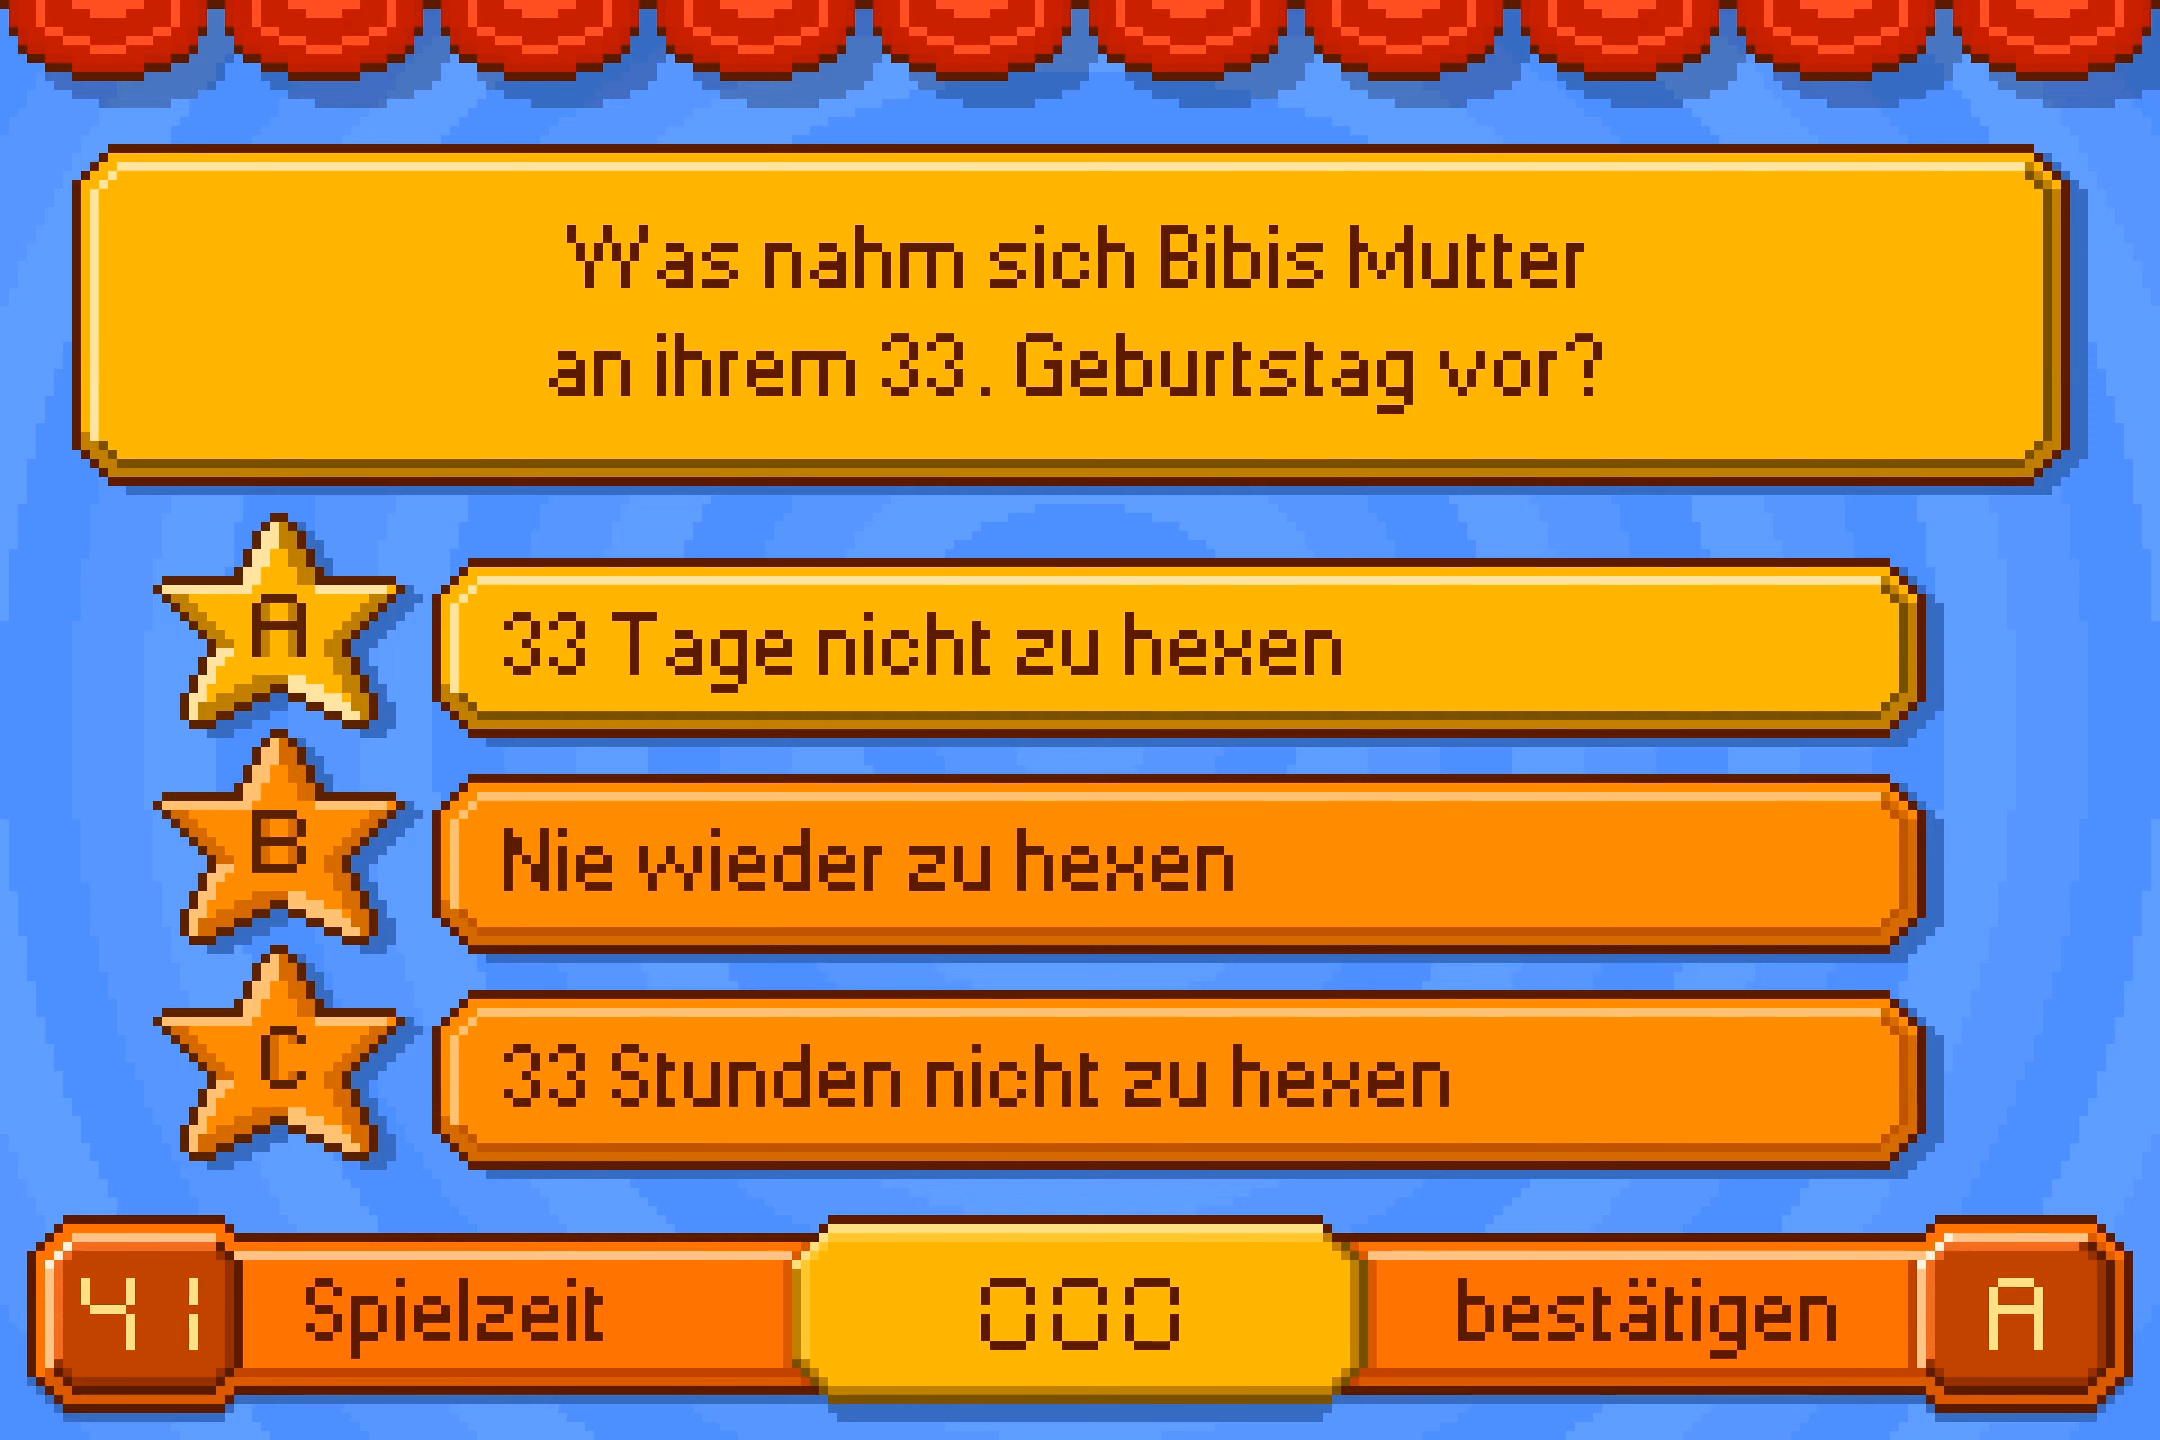 Was nahm sich Bibis Mutter
an ihrem 33. Geburtstag vor?
A 33 Tage nicht zu hexen
B Nie wieder zu hexen
C 33 Stunden nicht zu hexen
41 Spielzeit 000 bestätigen A